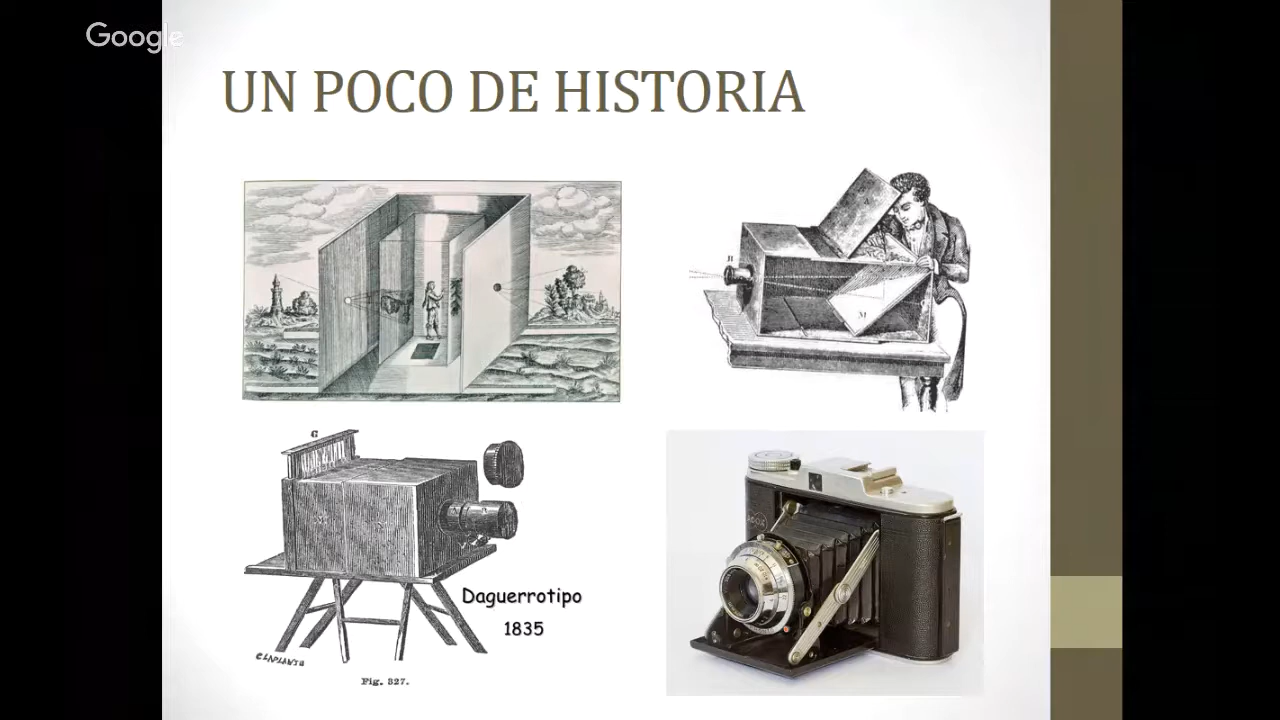 Google
UN POCO DE HISTORIA
B
M
G
Daguerrotipo
1835
Fig. 327.